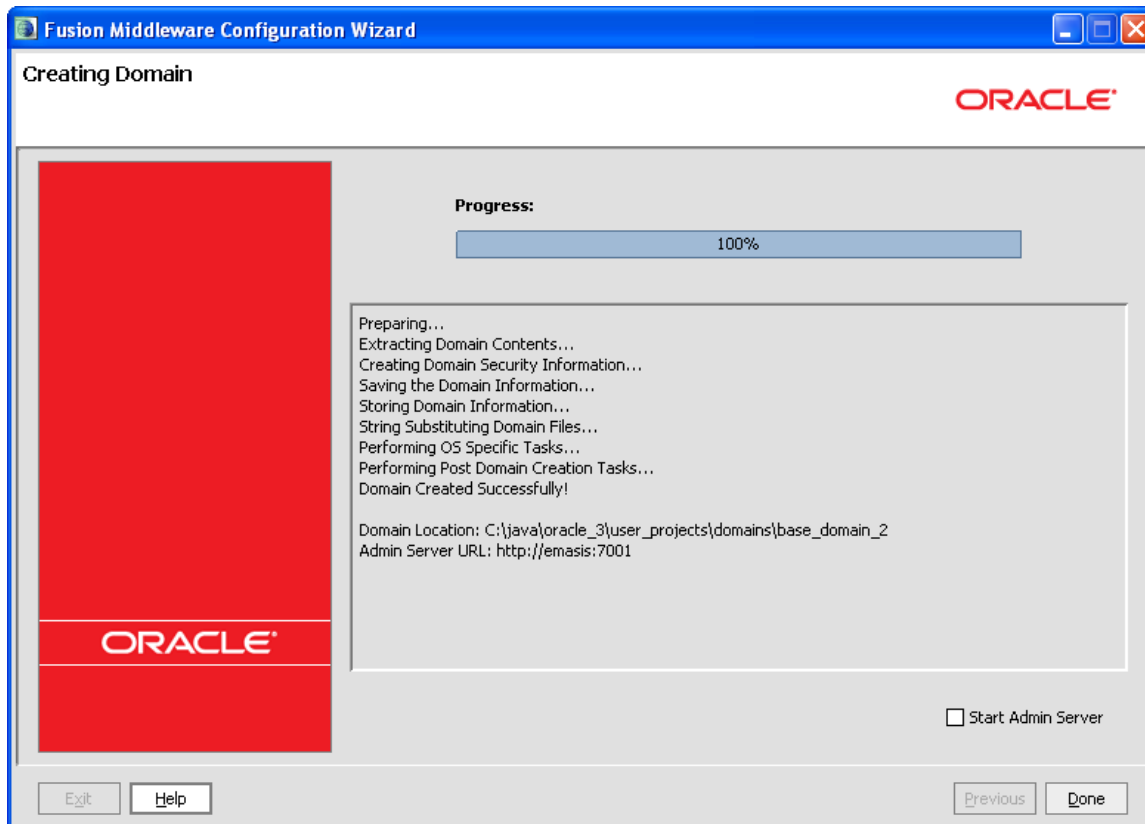 Fusion Middleware Configuration Wizard
Creating Domain
ORACLE
Progress:
100%
Preparing...
Extracting Domain Contents...
Creating Domain Security Information...
Saving the Domain Information...
Storing Domain Information...
String Substituting Domain Files...
Performing OS Specific Tasks...
Performing Post Domain Creation Tasks...
Domain Created Successfully!
Domain Location: C:\java\oracle_3\user_projects\domains\base_domain_2
Admin Server URL: http://emasis:7001
ORACLE
Start Admin Server
Exit Help Previous Done